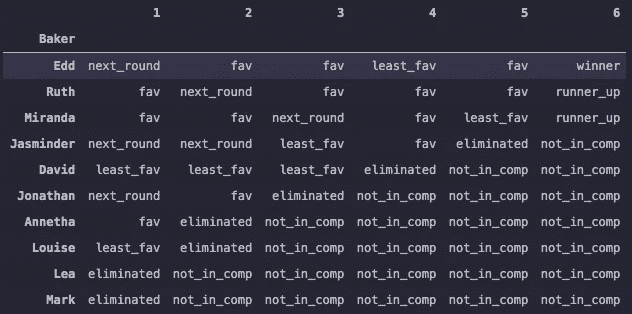 1 2 3 4 5 6
Baker
Edd next_round fav fav least_fav fav winner
Ruth fav next_round fav fav fav runner_up
Miranda fav fav next_round fav least_fav runner_up
Jasminder next_round next_round least_fav fav eliminated not_in_comp
David least_fav least_fav least_fav eliminated not_in_comp not_in_comp
Jonathan next_round fav eliminated not_in_comp not_in_comp not_in_comp
Annetha fav eliminated not_in_comp not_in_comp not_in_comp not_in_comp
Louise least_fav eliminated not_in_comp not_in_comp not_in_comp not_in_comp
Lea eliminated not_in_comp not_in_comp not_in_comp not_in_comp not_in_comp
Mark eliminated not_in_comp not_in_comp not_in_comp not_in_comp not_in_comp